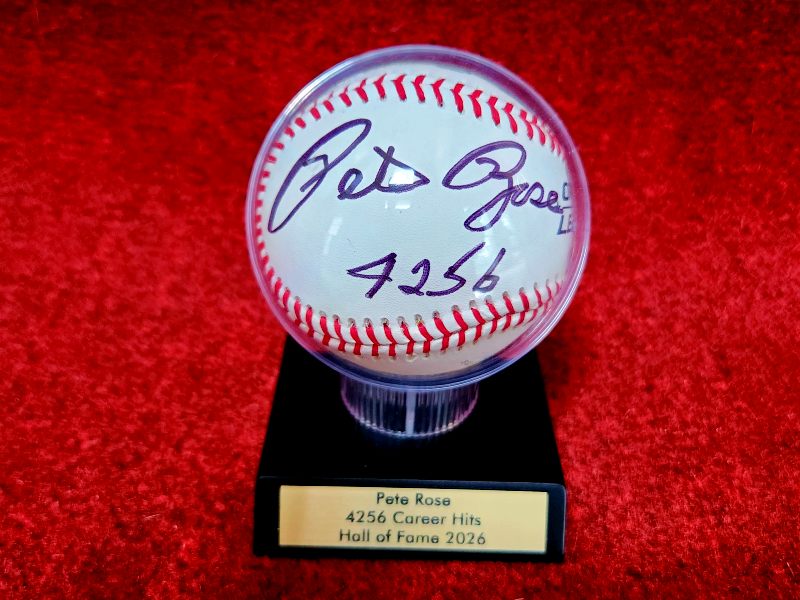 Pete Rose
4256
Pete Rose
4256 Career Hits
Hall of Fame 2026